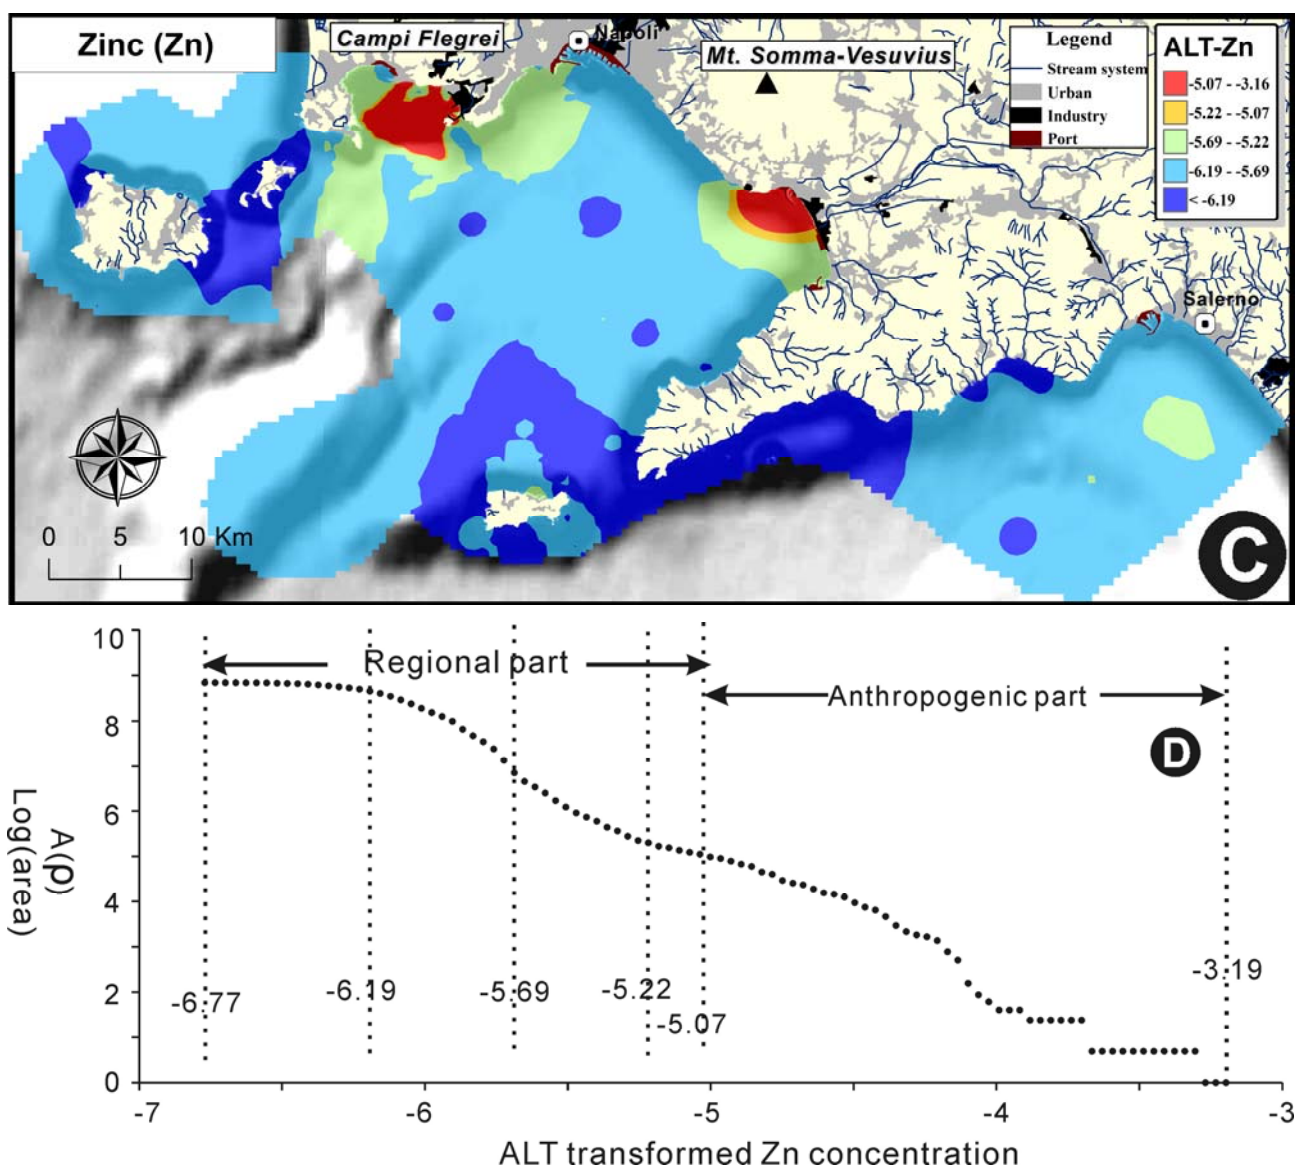 Zinc (Zn)
Campi Flegrei
Napoli
Mt. Somma-Vesuvius
Legend
Stream system
Urban
Industry
Port
ALT-Zn
-5.07 - -3.16
-5.22 - -5.07
-5.69 - -5.22
-6.19 - -5.69
< -6.19
Salerno
0 5 10 Km
C
10
8
6
4
2
0
A(ρ)
Log(area)
Regional part
Anthropogenic part
D
-6.77
-6.19
-5.69
-5.22
-5.07
-3.19
-7 -6 -5 -4 -3
ALT transformed Zn concentration